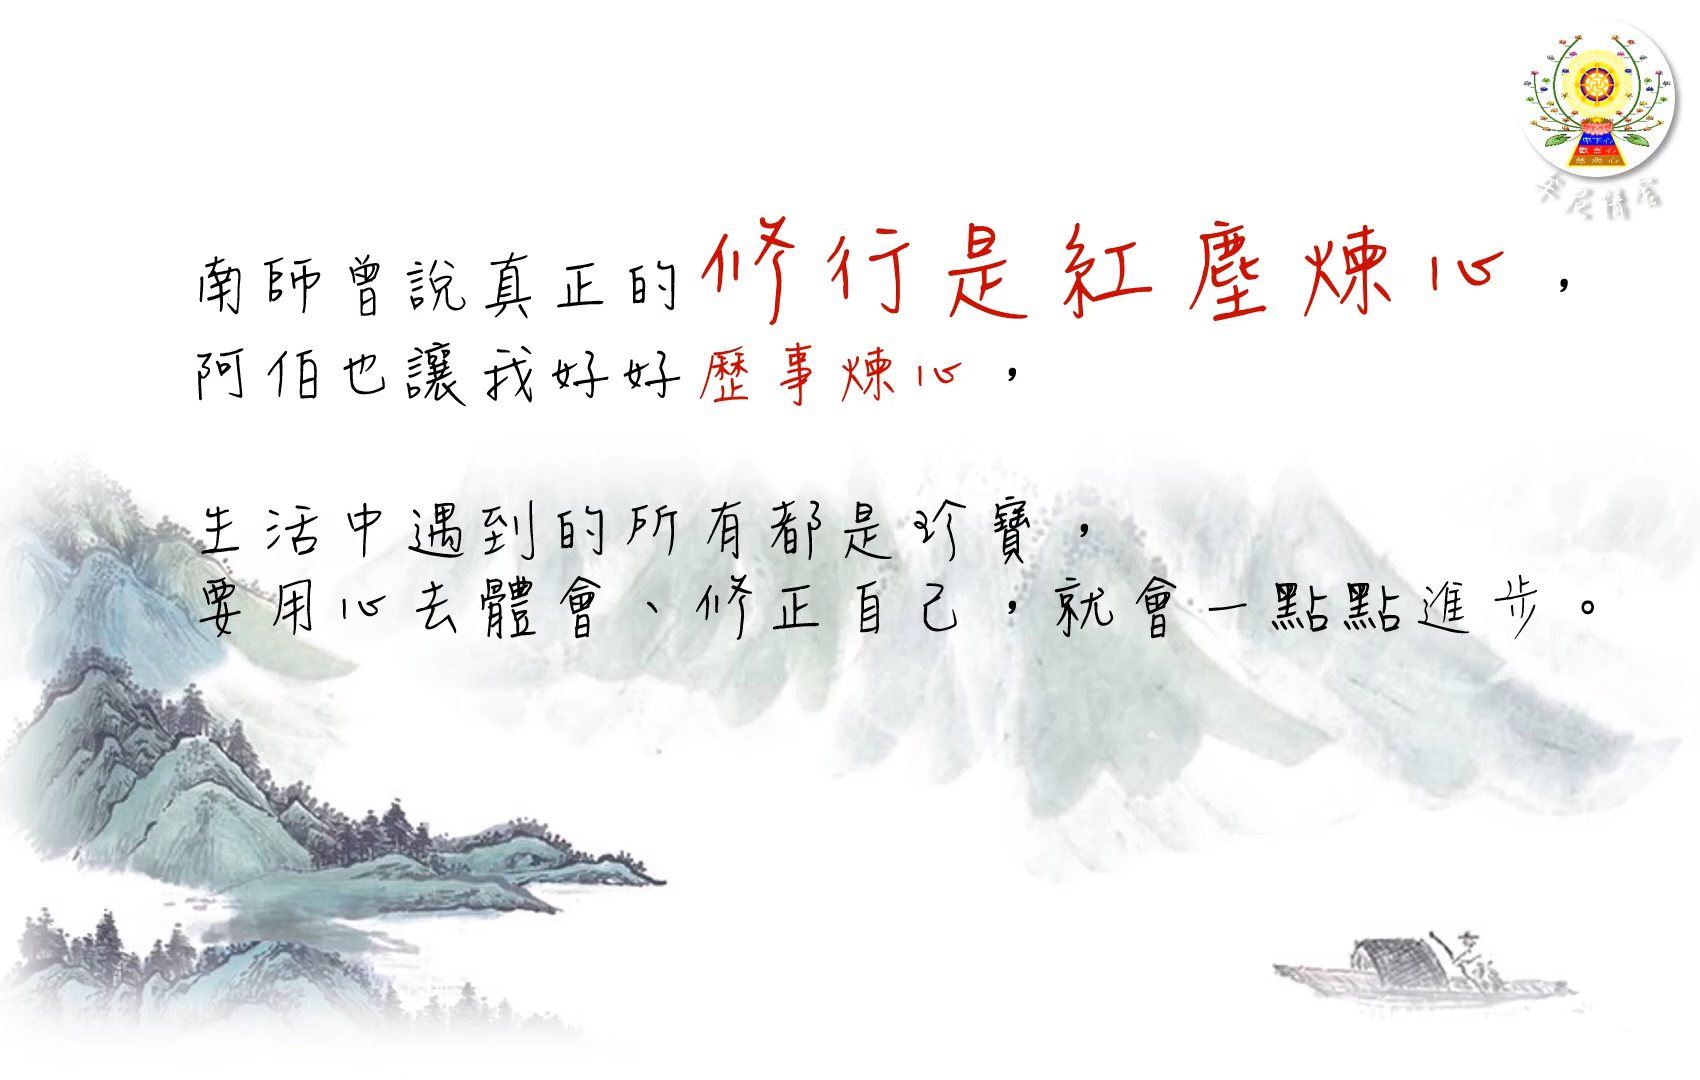 南師曾說真正的修行是紅塵煉心，
阿伯也讓我好好歷事煉心，
生活中遇到的所有都是珍寶，
要用心去體會、修正自己，就會一點點進步。